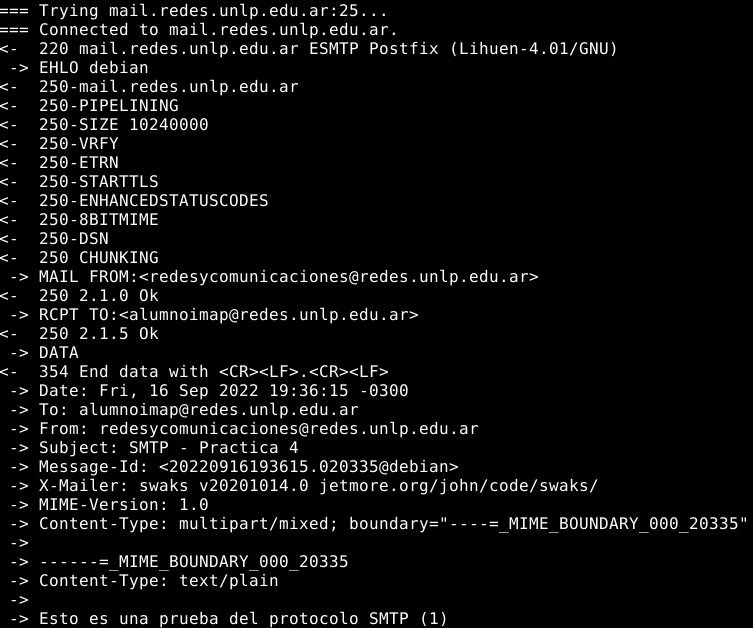 === Trying mail.redes.unlp.edu.ar:25...
=== Connected to mail.redes.unlp.edu.ar.
<-  220 mail.redes.unlp.edu.ar ESMTP Postfix (Lihuen-4.01/GNU)
 -> EHLO debian
<-  250-mail.redes.unlp.edu.ar
<-  250-PIPELINING
<-  250-SIZE 10240000
<-  250-VRFY
<-  250-ETRN
<-  250-STARTTLS
<-  250-ENHANCEDSTATUSCODES
<-  250-8BITMIME
<-  250-DSN
<-  250 CHUNKING
 -> MAIL FROM:<redesycomunicaciones@redes.unlp.edu.ar>
<-  250 2.1.0 Ok
 -> RCPT TO:<alumnoimap@redes.unlp.edu.ar>
<-  250 2.1.5 Ok
 -> DATA
<-  354 End data with <CR><LF>.<CR><LF>
 -> Date: Fri, 16 Sep 2022 19:36:15 -0300
 -> To: alumnoimap@redes.unlp.edu.ar
 -> From: redesycomunicaciones@redes.unlp.edu.ar
 -> Subject: SMTP - Practica 4
 -> Message-Id: <20220916193615.020335@debian>
 -> X-Mailer: swaks v20201014.0 jetmore.org/john/code/swaks/
 -> MIME-Version: 1.0
 -> Content-Type: multipart/mixed; boundary="----=_MIME_BOUNDARY_000_20335"
 ->
 -> ------=_MIME_BOUNDARY_000_20335
 -> Content-Type: text/plain
 ->
 -> Esto es una prueba del protocolo SMTP (1)